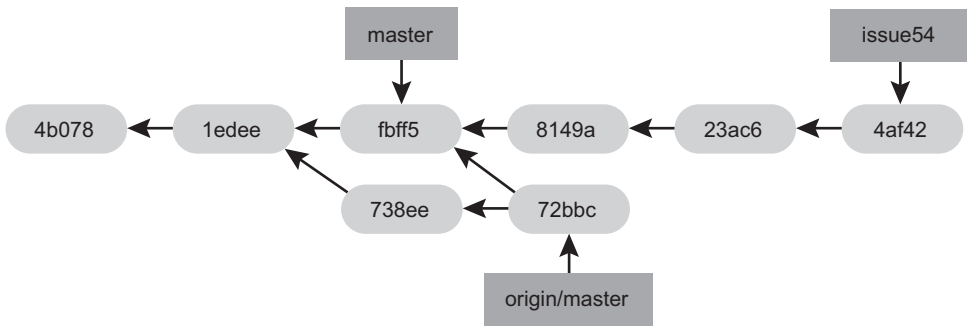 master
issue54
4b078
1edee
fbff5
8149a
23ac6
4af42
738ee
72bbc
origin/master